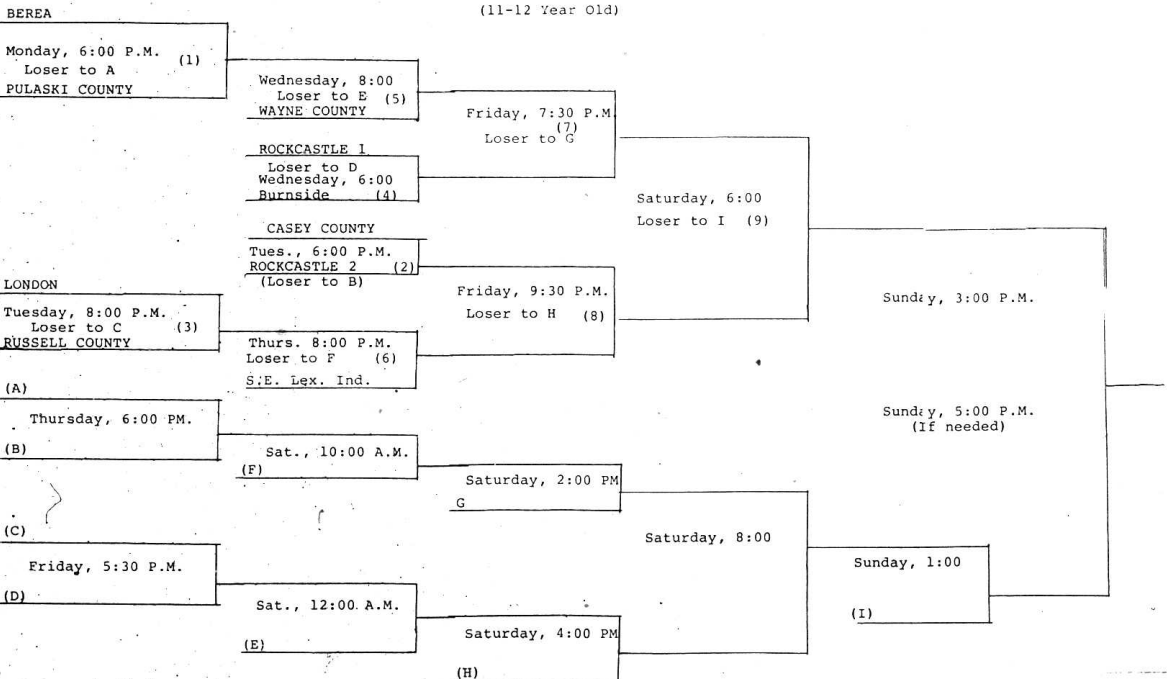 (11-12 Year Old)
BEREA
Monday, 6:00 P.M.
(1)
Loser to A
PULASKI COUNTY
Wednesday, 8:00
Loser to E (5)
WAYNE COUNTY
Friday, 7:30 P.M.
(7)
Loser to G
ROCKCASTLE 1
Loser to D
Wednesday, 6:00
Burnside (4)
Saturday, 6:00
Loser to I (9)
CASEY COUNTY
Tues., 6:00 P.M.
ROCKCASTLE 2 (2)
(Loser to B)
LONDON
Tuesday, 8:00 P.M.
Loser to C (3)
RUSSELL COUNTY
Friday, 9:30 P.M.
Loser to H (8)
Thurs. 8:00 P.M.
Loser to F (6)
S.E. Lex. Ind.
Sunday, 3:00 P.M.
Sunday, 5:00 P.M.
(If needed)
(A)
Thursday, 6:00 PM.
(B)
Sat., 10:00 A.M.
(F)
Saturday, 2:00 PM
G
(C)
Friday, 5:30 P.M.
(D)
Sat., 12:00 A.M.
(E)
Saturday, 4:00 PM
(H)
Saturday, 8:00
Sunday, 1:00
(I)